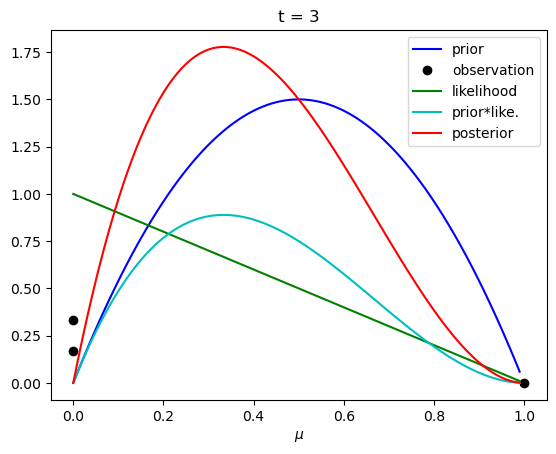 t = 3
prior
observation
likelihood
prior*like.
posterior
1.75
1.50
1.25
1.00
0.75
0.50
0.25
0.00
0.0 0.2 0.4 0.6 0.8 1.0
μ